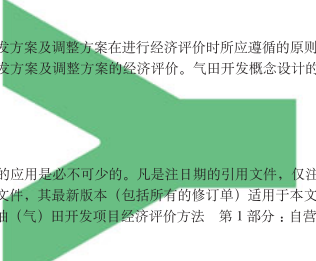 发方案及调整方案在进行经济评价时所应遵循的原则
发方案及调整方案的经济评价。气田开发概念设计的
的应用是必不可少的。凡是注日期的引用文件，仅注
文件，其最新版本（包括所有的修订单）适用于本文
油（气）田开发项目经济评价方法　第1部分：自营